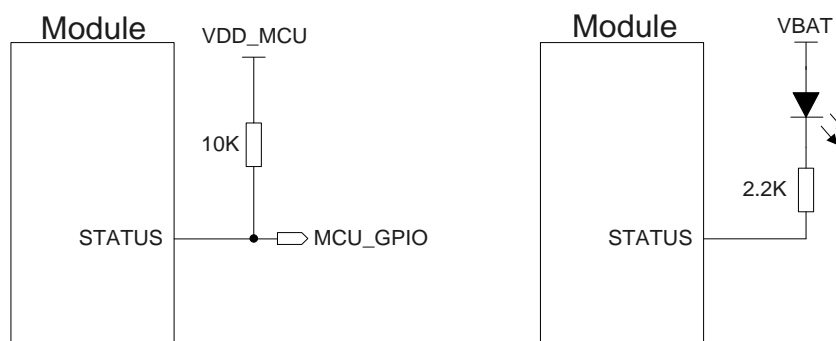 Module
VDD_MCU
10K
STATUS
MCU_GPIO
Module
VBAT
2.2K
STATUS